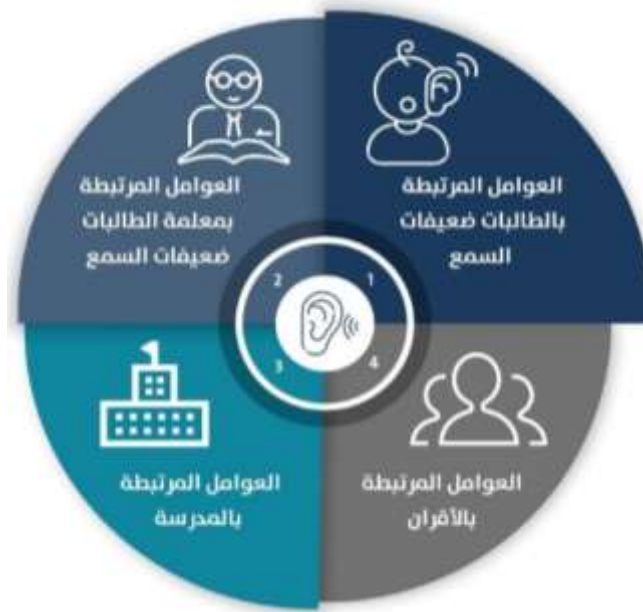 العوامل المرتبطة
بالطالبات ضعيفات
السمع
العوامل المرتبطة
بمعلمة الطالبات
ضعيفات السمع
2 1
3 4
العوامل المرتبطة
بالمدرسة
العوامل المرتبطة
بالأقران